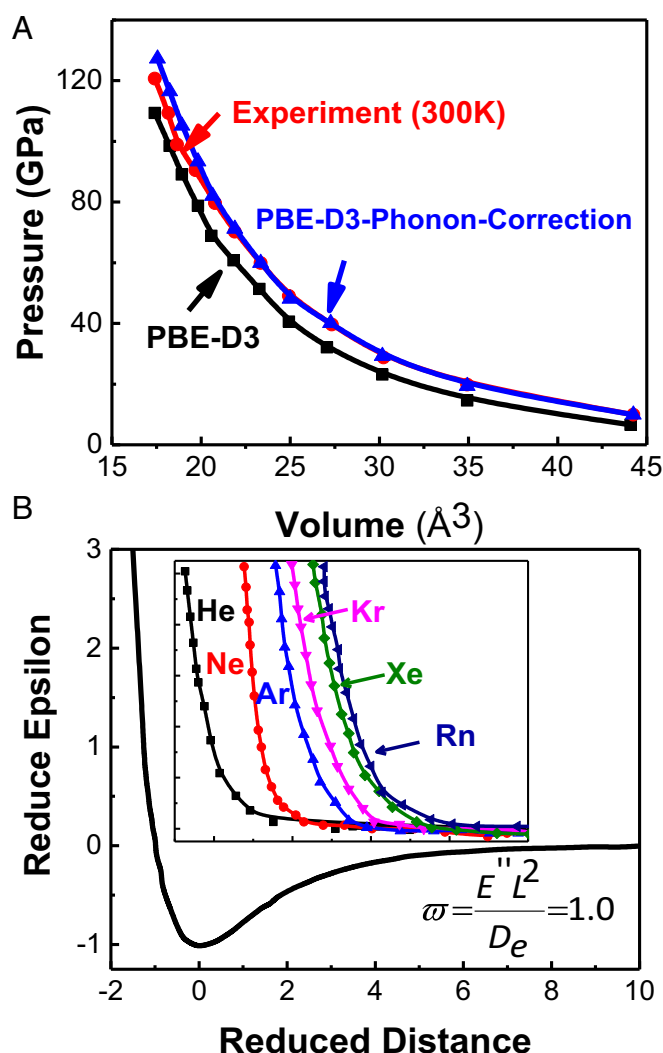 A
Pressure (GPa)
120
80
40
0
Experiment (300K)
PBE-D3-Phonon-Correction
PBE-D3
15 20 25 30 35 40 45
Volume (Å3)
B
Reduce Epsilon
3
2
1
0
-1
He
Ne
Ar
Kr
Xe
Rn
ϖ=E"L2/De=1.0
-2 0 2 4 6 8 10
Reduced Distance